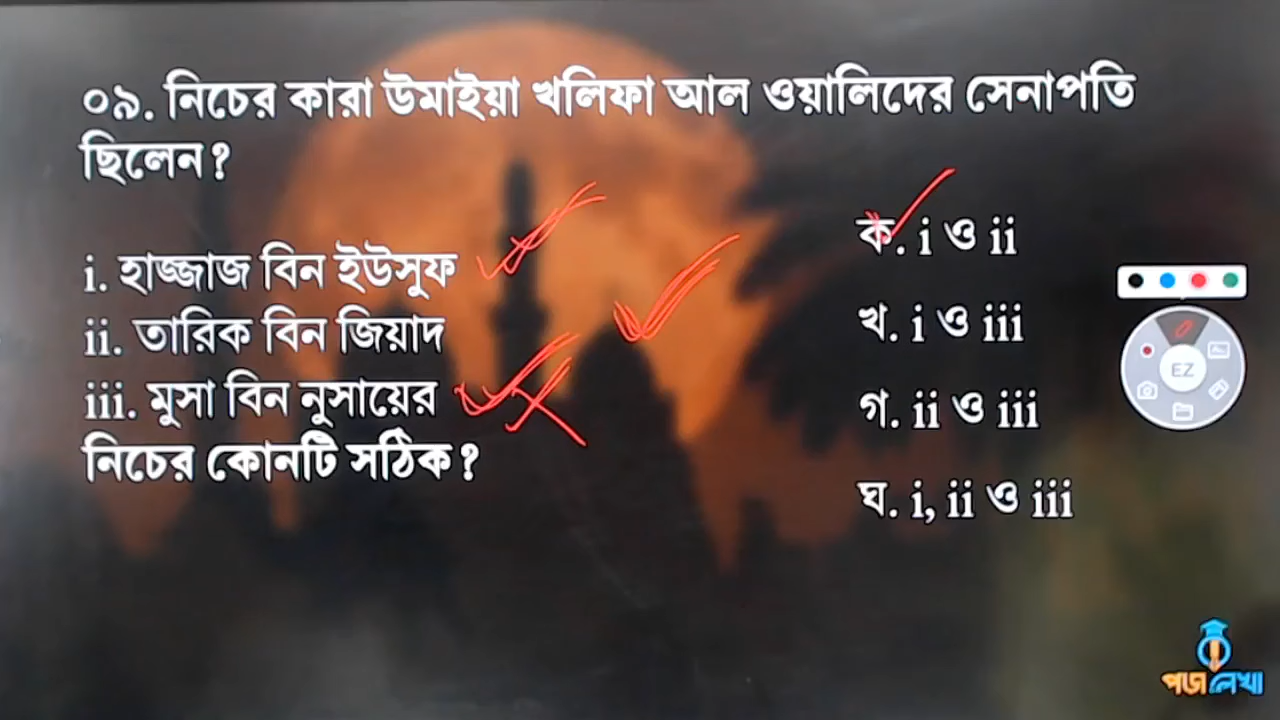 ০৯. নিচের কারা উমাইয়া খলিফা আল ওয়ালিদের সেনাপতি
ছিলেন?
i. হাজ্জাজ বিন ইউসুফ
ii. তারিক বিন জিয়াদ
iii. মুসা বিন নুসায়ের
নিচের কোনটি সঠিক?
ক. i ও ii
খ. i ও iii
গ. ii ও iii
ঘ. i, ii ও iii
EZ
পড়ালেখা